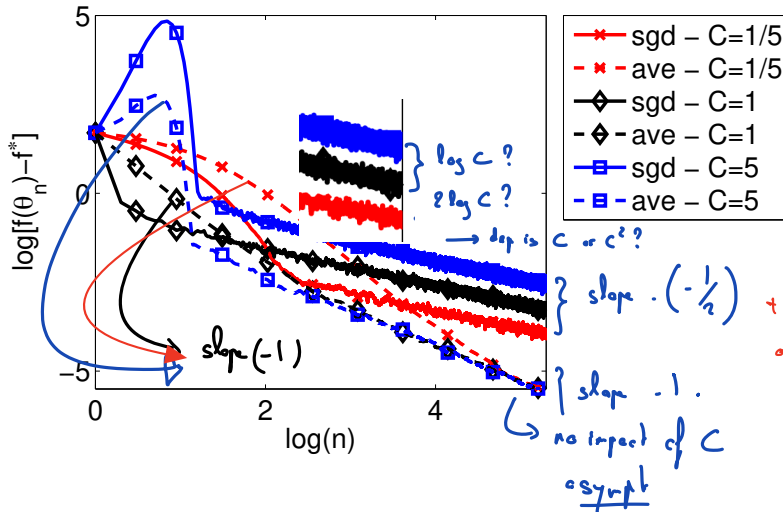 5
0
−5
log[f(θn)−f*]
0
2
4
log(n)
sgd − C=1/5
ave − C=1/5
sgd − C=1
ave − C=1
sgd − C=5
ave − C=5
} log C ?
2 log C ?
→ dep is C or C² ?
} slope · (-1/2)
slope (-1)
} slope -1.
no impact of C
asympt